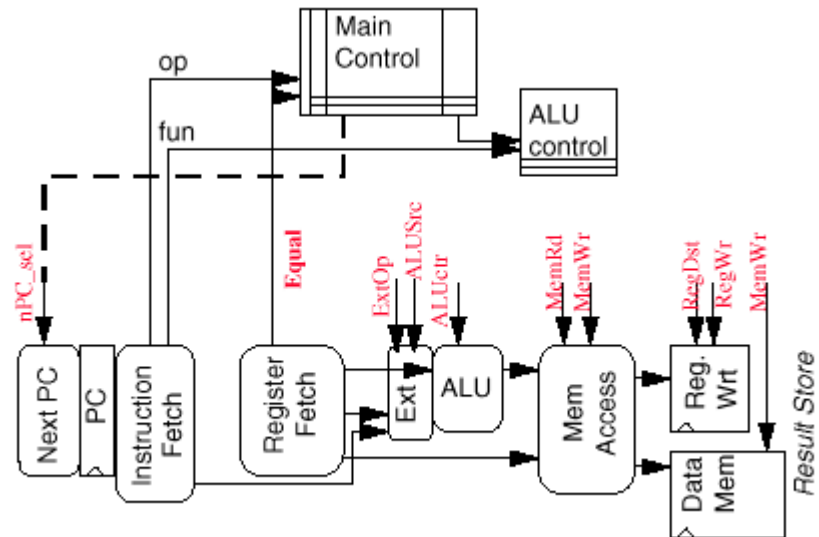 Main
Control
op
ALU
control
fun
nPC_sel
Equal
ExtOp
ALUSrc
ALUctr
MemRd
MemWr
RegDst
RegWr
MemWr
Next PC
PC
Instruction
Fetch
Register
Fetch
Ext
ALU
Mem
Access
Reg.
Wrt
Data
Mem
Result Store